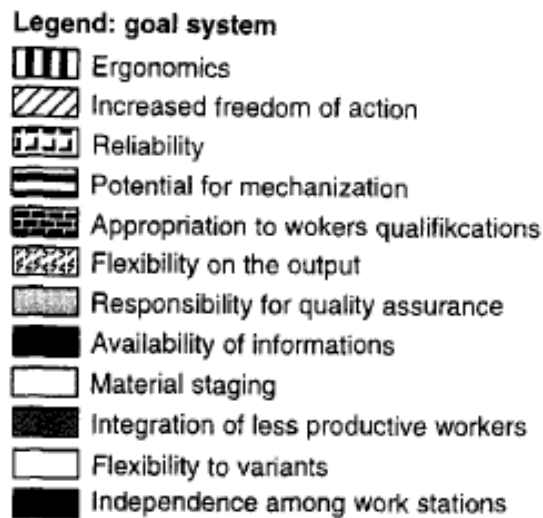 Legend: goal system
Ergonomics
Increased freedom of action
Reliability
Potential for mechanization
Appropriation to wokers qualifikcations
Flexibility on the output
Responsibility for quality assurance
Availability of informations
Material staging
Integration of less productive workers
Flexibility to variants
Independence among work stations